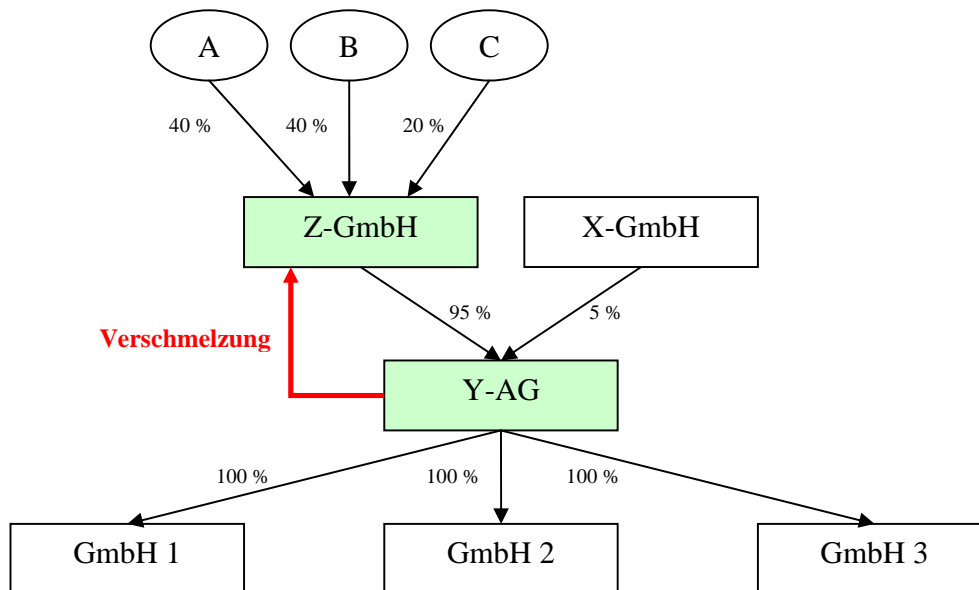 A
B
C
40 %
40 %
20 %
Z-GmbH
X-GmbH
95 %
5 %
Verschmelzung
Y-AG
100 %
100 %
100 %
GmbH 1
GmbH 2
GmbH 3